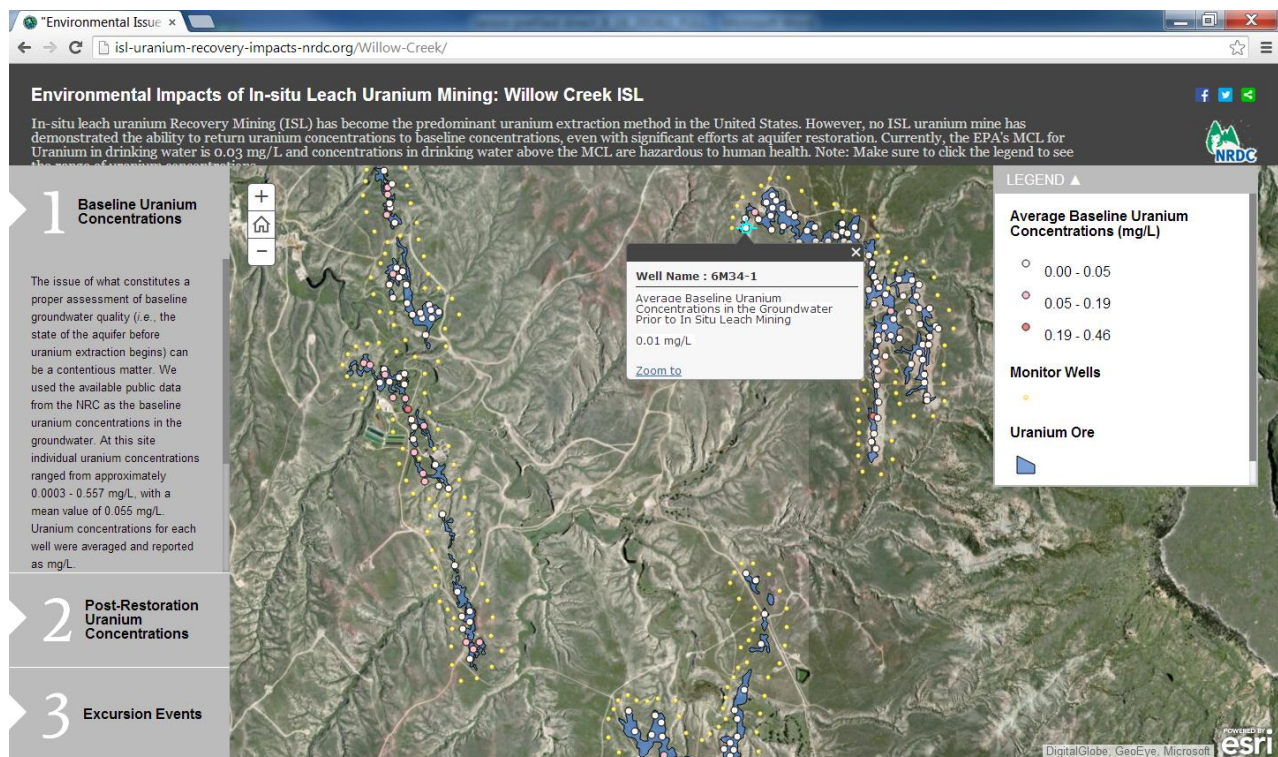 "Environmental Issue
isl-uranium-recovery-impacts-nrdc.org/Willow-Creek/
Environmental Impacts of In-situ Leach Uranium Mining: Willow Creek ISL
In-situ leach uranium Recovery Mining (ISL) has become the predominant uranium extraction method in the United States. However, no ISL uranium mine has
demonstrated the ability to return uranium concentrations to baseline concentrations, even with significant efforts at aquifer restoration. Currently, the EPA's MCL for
Uranium in drinking water is 0.03 mg/L and concentrations in drinking water above the MCL are hazardous to human health. Note: Make sure to click the legend to see
the range of uranium concentrations
NRDC
1
Baseline Uranium
Concentrations
The issue of what constitutes a
proper assessment of baseline
groundwater quality (i.e., the
state of the aquifer before
uranium extraction begins) can
be a contentious matter. We
used the available public data
from the NRC as the baseline
uranium concentrations in the
groundwater. At this site
individual uranium concentrations
ranged from approximately
0.0003 - 0.557 mg/L, with a
mean value of 0.055 mg/L.
Uranium concentrations for each
well were averaged and reported
as mg/L.
2
Post-Restoration
Uranium
Concentrations
3
Excursion Events
Well Name : 6M34-1
Average Baseline Uranium
Concentrations in the Groundwater
Prior to In Situ Leach Mining
0.01 mg/L
Zoom to
LEGEND
Average Baseline Uranium
Concentrations (mg/L)
0.00 - 0.05
0.05 - 0.19
0.19 - 0.46
Monitor Wells
Uranium Ore
DigitalGlobe, GeoEye, Microsoft
POWERED BY
esri